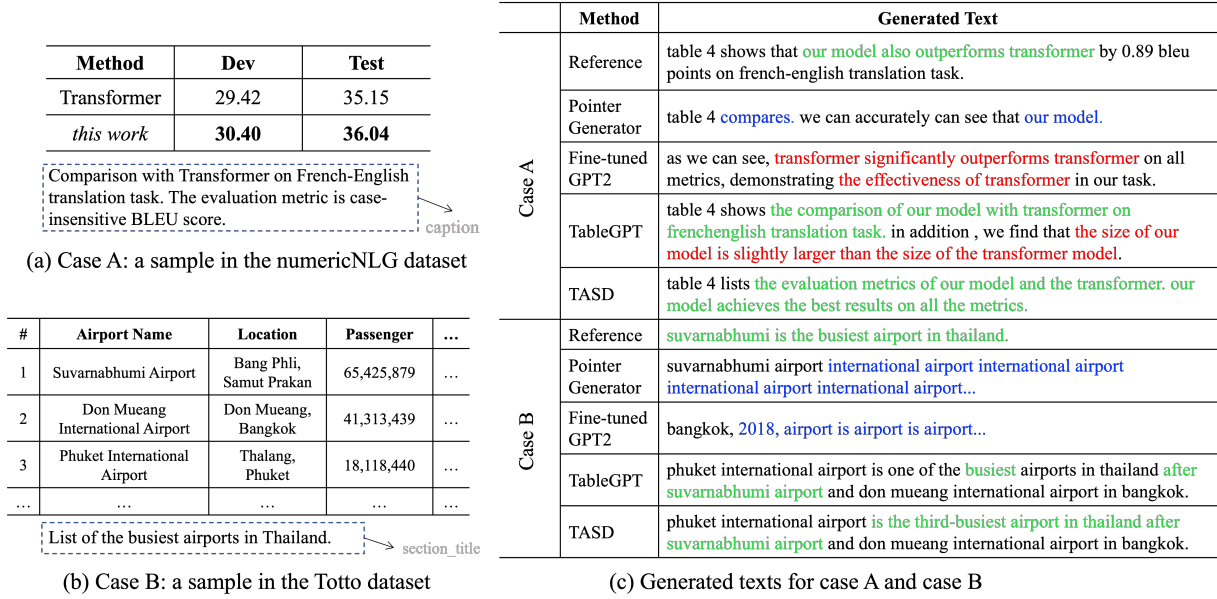 Method Dev Test
Transformer 29.42 35.15
this work 30.40 36.04
Comparison with Transformer on French-English
translation task. The evaluation metric is case-
insensitive BLEU score.
caption
(a) Case A: a sample in the numericNLG dataset
# Airport Name Location Passenger ...
1 Suvarnabhumi Airport Bang Phli, Samut Prakan 65,425,879 ...
2 Don Mueang International Airport Don Mueang, Bangkok 41,313,439 ...
3 Phuket International Airport Thalang, Phuket 18,118,440 ...
... ... ... ... ...
List of the busiest airports in Thailand.
section_title
(b) Case B: a sample in the Totto dataset
Method Generated Text
Case A
Reference
table 4 shows that our model also outperforms transformer by 0.89 bleu
points on french-english translation task.
Pointer
Generator
table 4 compares. we can accurately can see that our model.
Fine-tuned
GPT2
as we can see, transformer significantly outperforms transformer on all
metrics, demonstrating the effectiveness of transformer in our task.
TableGPT
table 4 shows the comparison of our model with transformer on
frenchenglish translation task. in addition , we find that the size of our
model is slightly larger than the size of the transformer model.
TASD
table 4 lists the evaluation metrics of our model and the transformer. our
model achieves the best results on all the metrics.
Case B
Reference
suvarnabhumi is the busiest airport in thailand.
Pointer
Generator
suvarnabhumi airport international airport international airport
international airport international airport...
Fine-tuned
GPT2
bangkok, 2018, airport is airport is airport...
TableGPT
phuket international airport is one of the busiest airports in thailand after
suvarnabhumi airport and don mueang international airport in bangkok.
TASD
phuket international airport is the third-busiest airport in thailand after
suvarnabhumi airport and don mueang international airport in bangkok.
(c) Generated texts for case A and case B